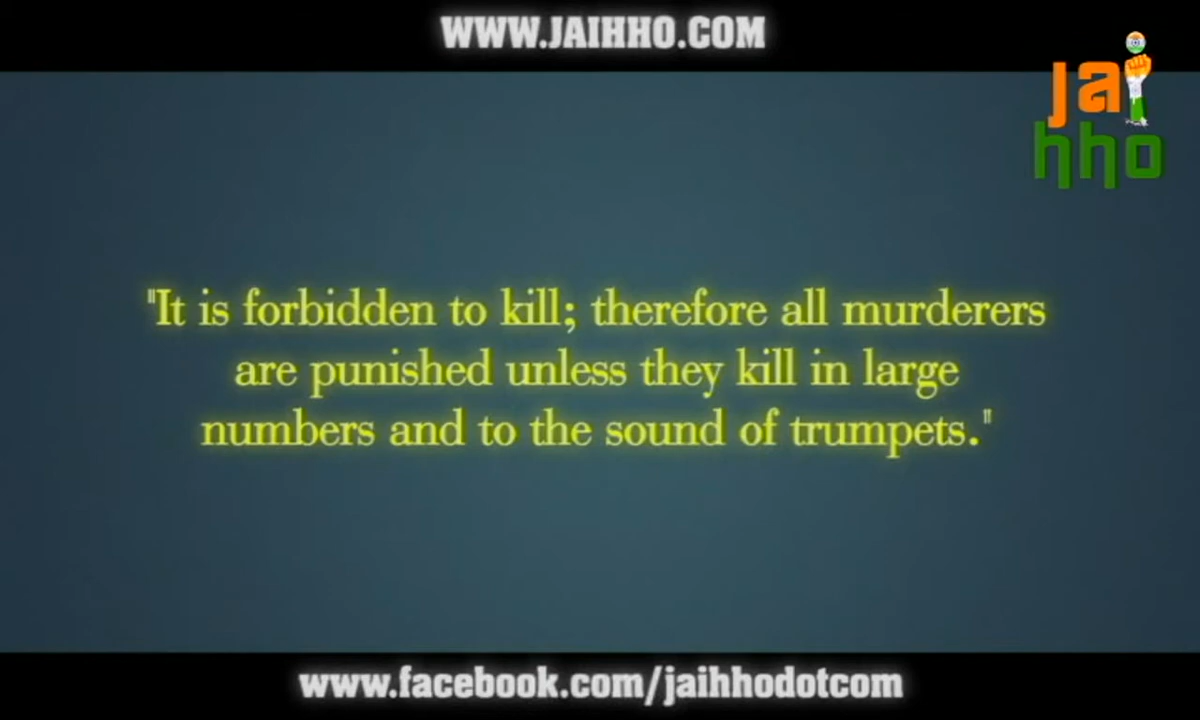 WWW.JAIHHO.COM
jai
hho
"It is forbidden to kill; therefore all murderers
are punished unless they kill in large
numbers and to the sound of trumpets."
www.facebook.com/jaihhodotcom